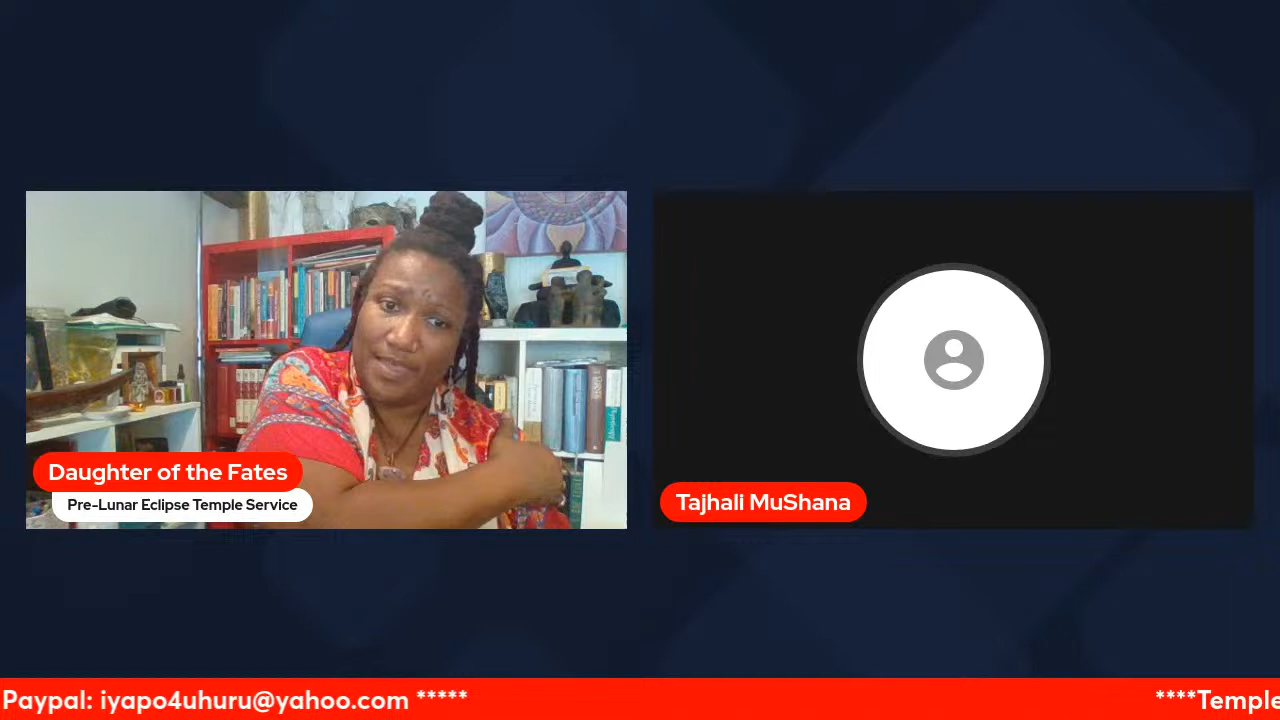 Daughter of the Fates
Pre-Lunar Eclipse Temple Service
Tajhali MuShana
Paypal: iyapo4uhuru@yahoo.com ***** ****Temple